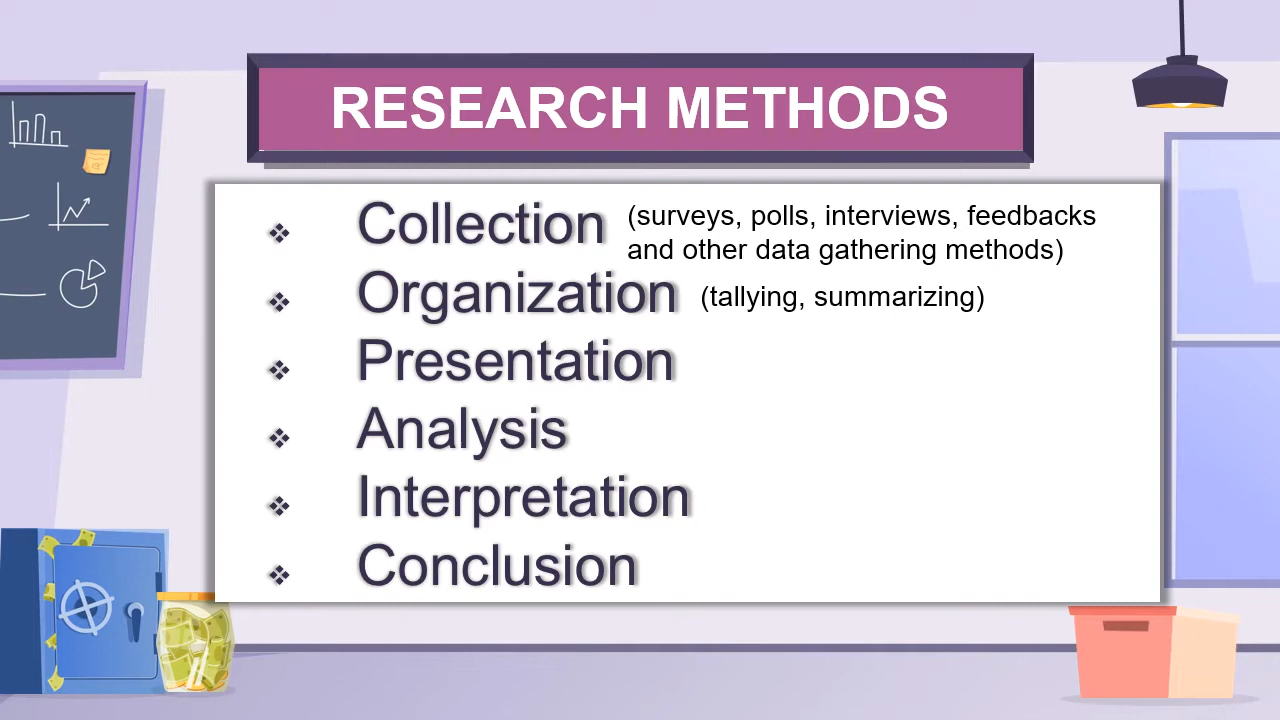 RESEARCH METHODS
❖ Collection (surveys, polls, interviews, feedbacks
and other data gathering methods)
❖ Organization (tallying, summarizing)
❖ Presentation
❖ Analysis
❖ Interpretation
❖ Conclusion